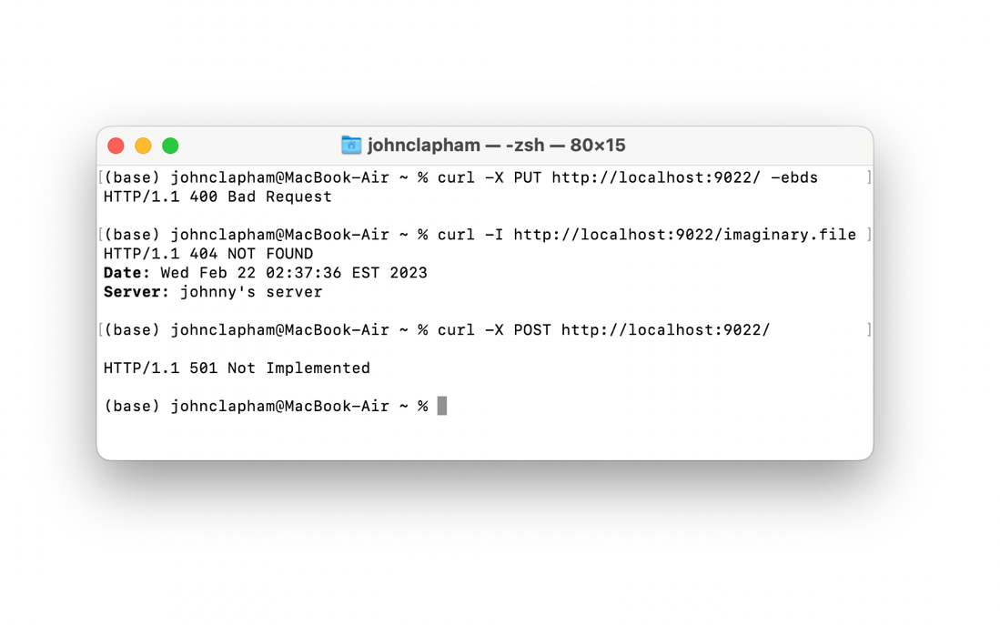 johnclapham — -zsh — 80×15
[(base) johnclapham@MacBook-Air ~ % curl -X PUT http://localhost:9022/ -ebds ]
HTTP/1.1 400 Bad Request
[(base) johnclapham@MacBook-Air ~ % curl -I http://localhost:9022/imaginary.file ]
HTTP/1.1 404 NOT FOUND
Date: Wed Feb 22 02:37:36 EST 2023
Server: johnny's server
[(base) johnclapham@MacBook-Air ~ % curl -X POST http://localhost:9022/ ]
HTTP/1.1 501 Not Implemented
(base) johnclapham@MacBook-Air ~ %